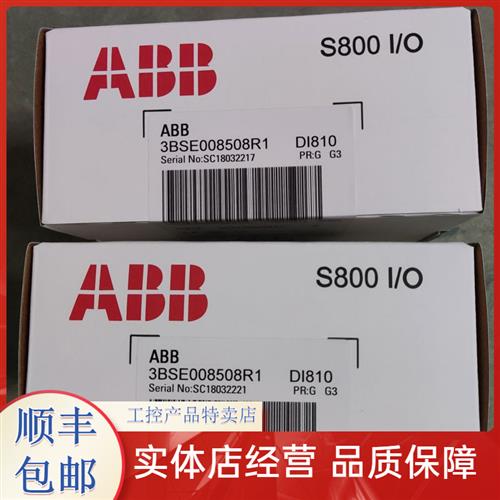 ABB
S800 I/O
ABB
3BSE008508R1 DI810
Serial No:SC18032217 PR:G G3
ABB
S800 I/O
ABB
3BSE008508R1 DI810
Serial No:SC18032221 PR:G G3
顺丰
包邮
工控产品特卖店
实体店经营 品质保障